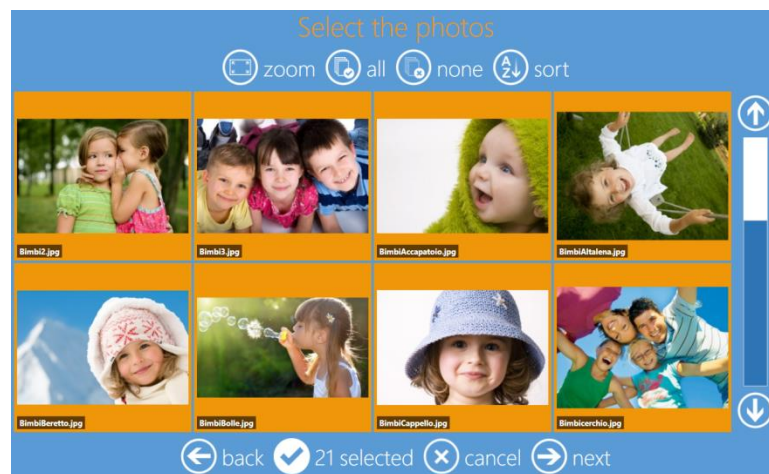 Select the photos
zoom all none A Z sort
Bimbi2.jpg Bimbi3.jpg BimbiAccapatoio.jpg BimbiAltalena.jpg
BimbiBeretto.jpg BimbiBolle.jpg BimbiCappello.jpg Bimbicerchio.jpg
back 21 selected cancel next